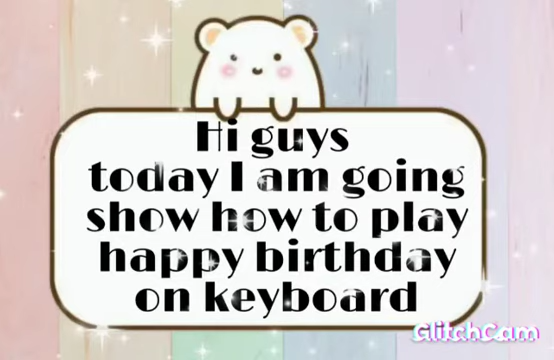 Hi guys
today I am going
show how to play
happy birthday
on keyboard
GlitchCam